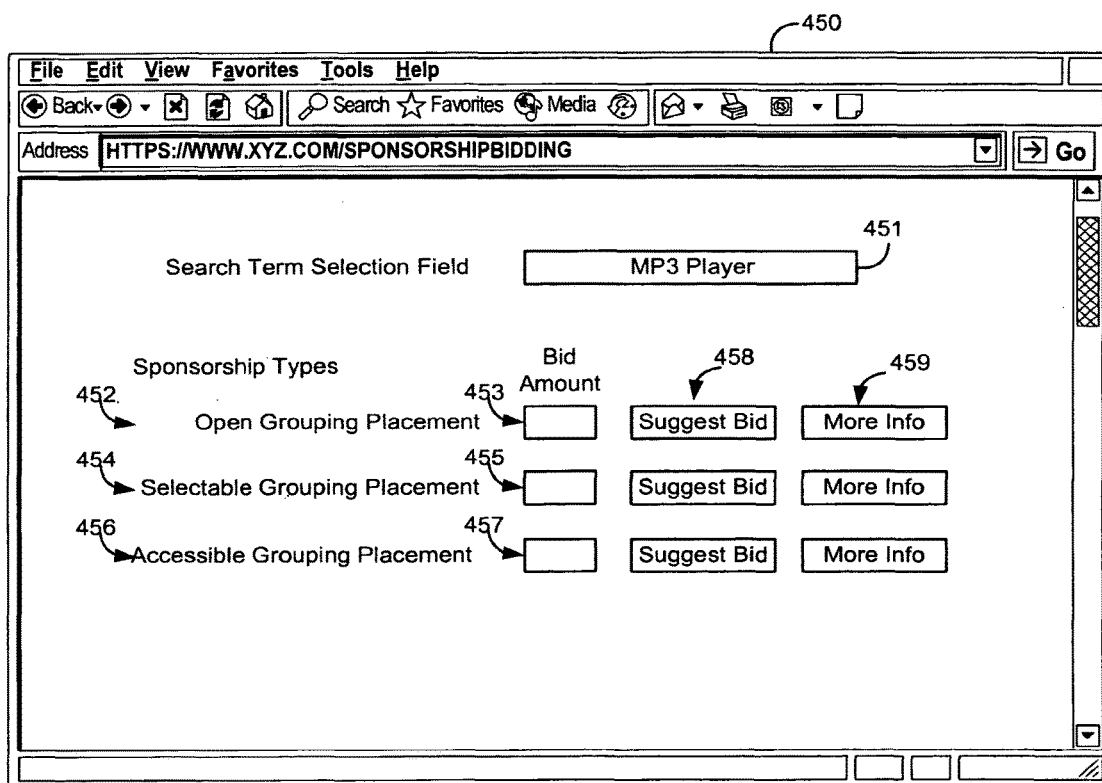 450
File Edit View Favorites Tools Help
Back Search Favorites Media
Address HTTPS://WWW.XYZ.COM/SPONSORSHIPBIDDING Go
451
Search Term Selection Field MP3 Player
Sponsorship Types Bid Amount 458 459
452 453
Open Grouping Placement Suggest Bid More Info
454 455
Selectable Grouping Placement Suggest Bid More Info
456 457
Accessible Grouping Placement Suggest Bid More Info